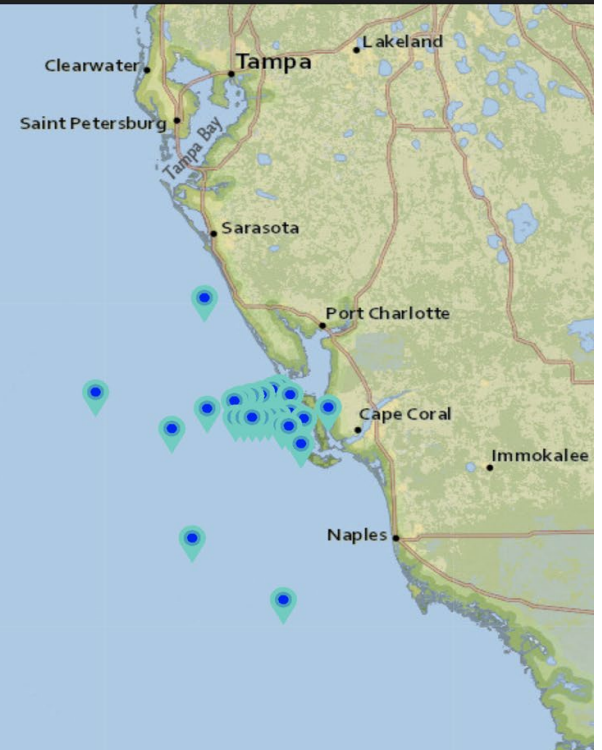 Lakeland
Clearwater
Tampa
Saint Petersburg
Tampa Bay
Sarasota
Port Charlotte
Cape Coral
Immokalee
Naples